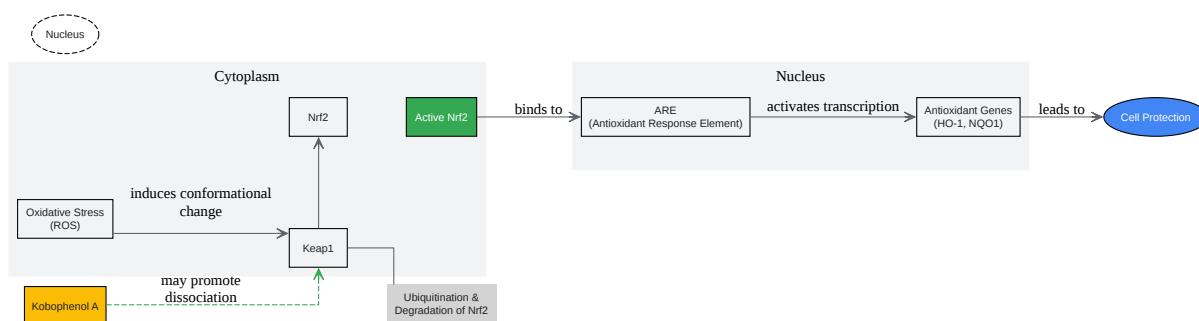 Nucleus
Cytoplasm
Nucleus
Nrf2
Active Nrf2
binds to
ARE
(Antioxidant Response Element)
activates transcription
Antioxidant Genes
(HO-1, NQO1)
leads to
Cell Protection
induces conformational
change
Oxidative Stress
(ROS)
Keap1
may promote
dissociation
Kobophenol A
Ubiquitination &
Degradation of Nrf2